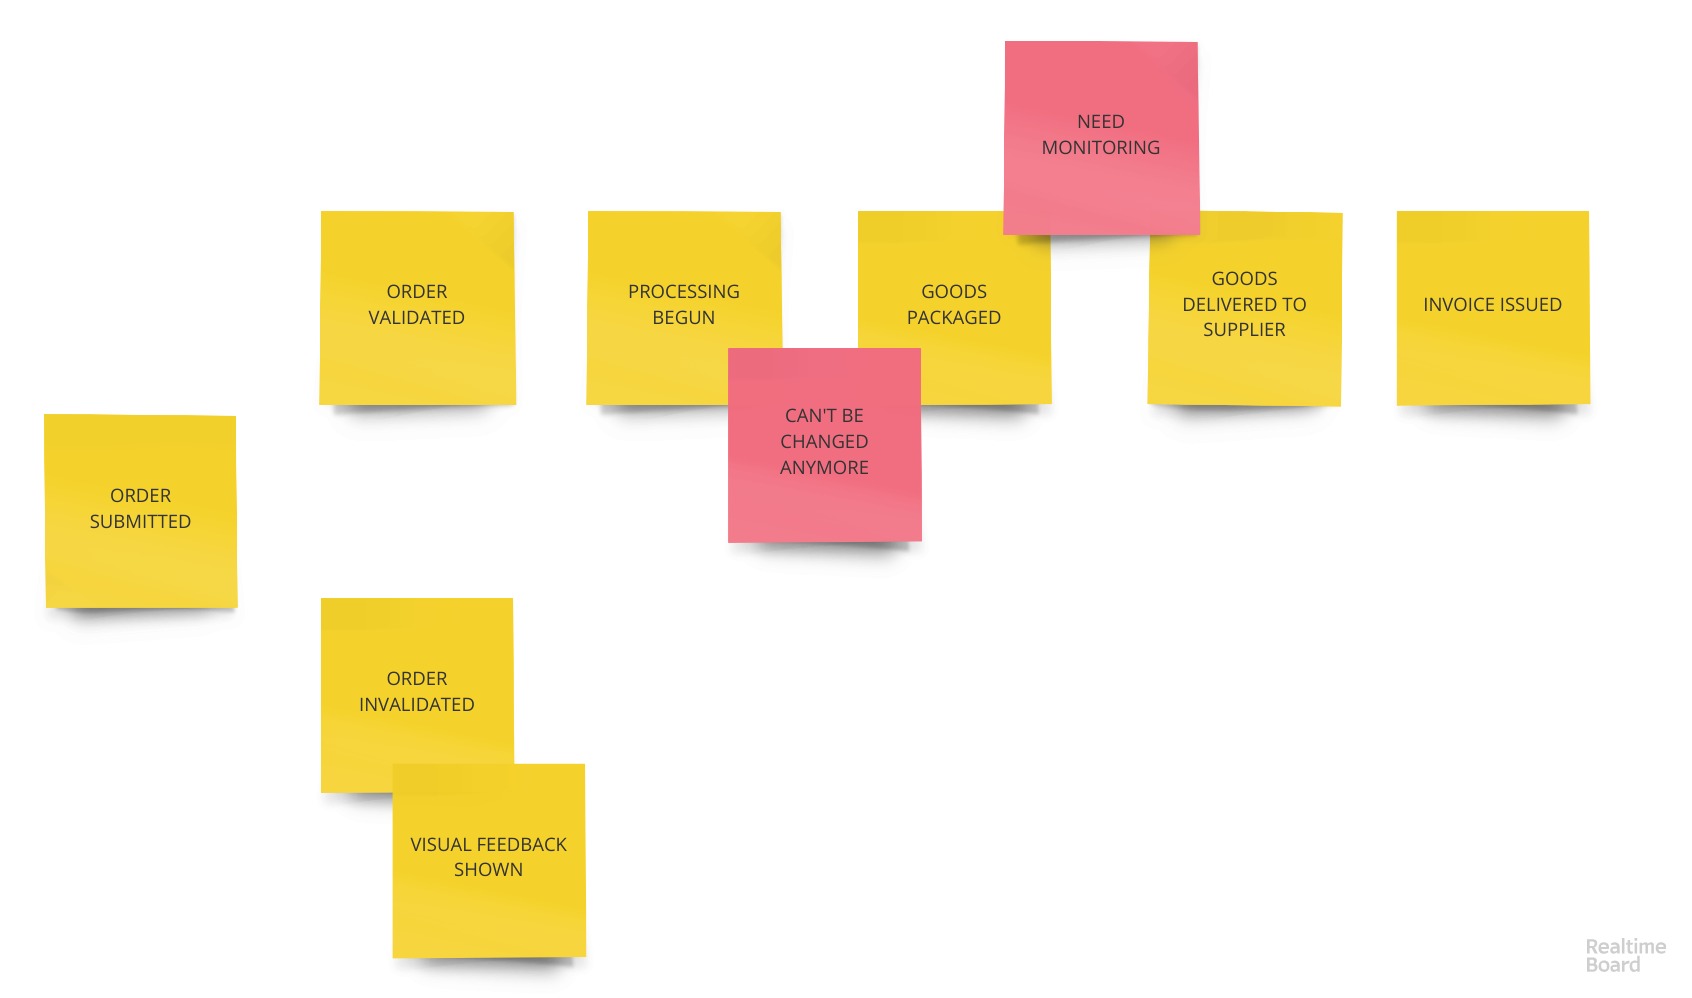 NEED
MONITORING
ORDER
VALIDATED
PROCESSING
BEGUN
GOODS
PACKAGED
GOODS
DELIVERED TO
SUPPLIER
INVOICE ISSUED
CAN'T BE
CHANGED
ANYMORE
ORDER
SUBMITTED
ORDER
INVALIDATED
VISUAL FEEDBACK
SHOWN
Realtime
Board